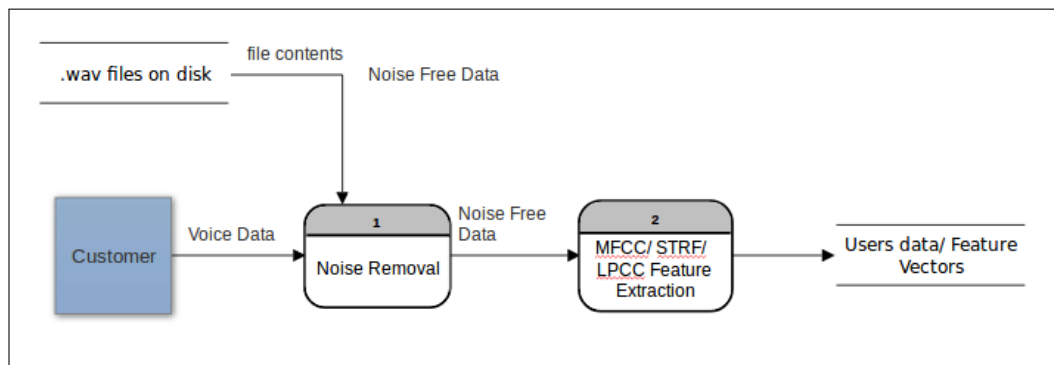 file contents
.wav files on disk
Noise Free Data
Customer
Voice Data
1
Noise Removal
Noise Free
Data
2
MFCC/ STRF/
LPCC Feature
Extraction
Users data/ Feature
Vectors